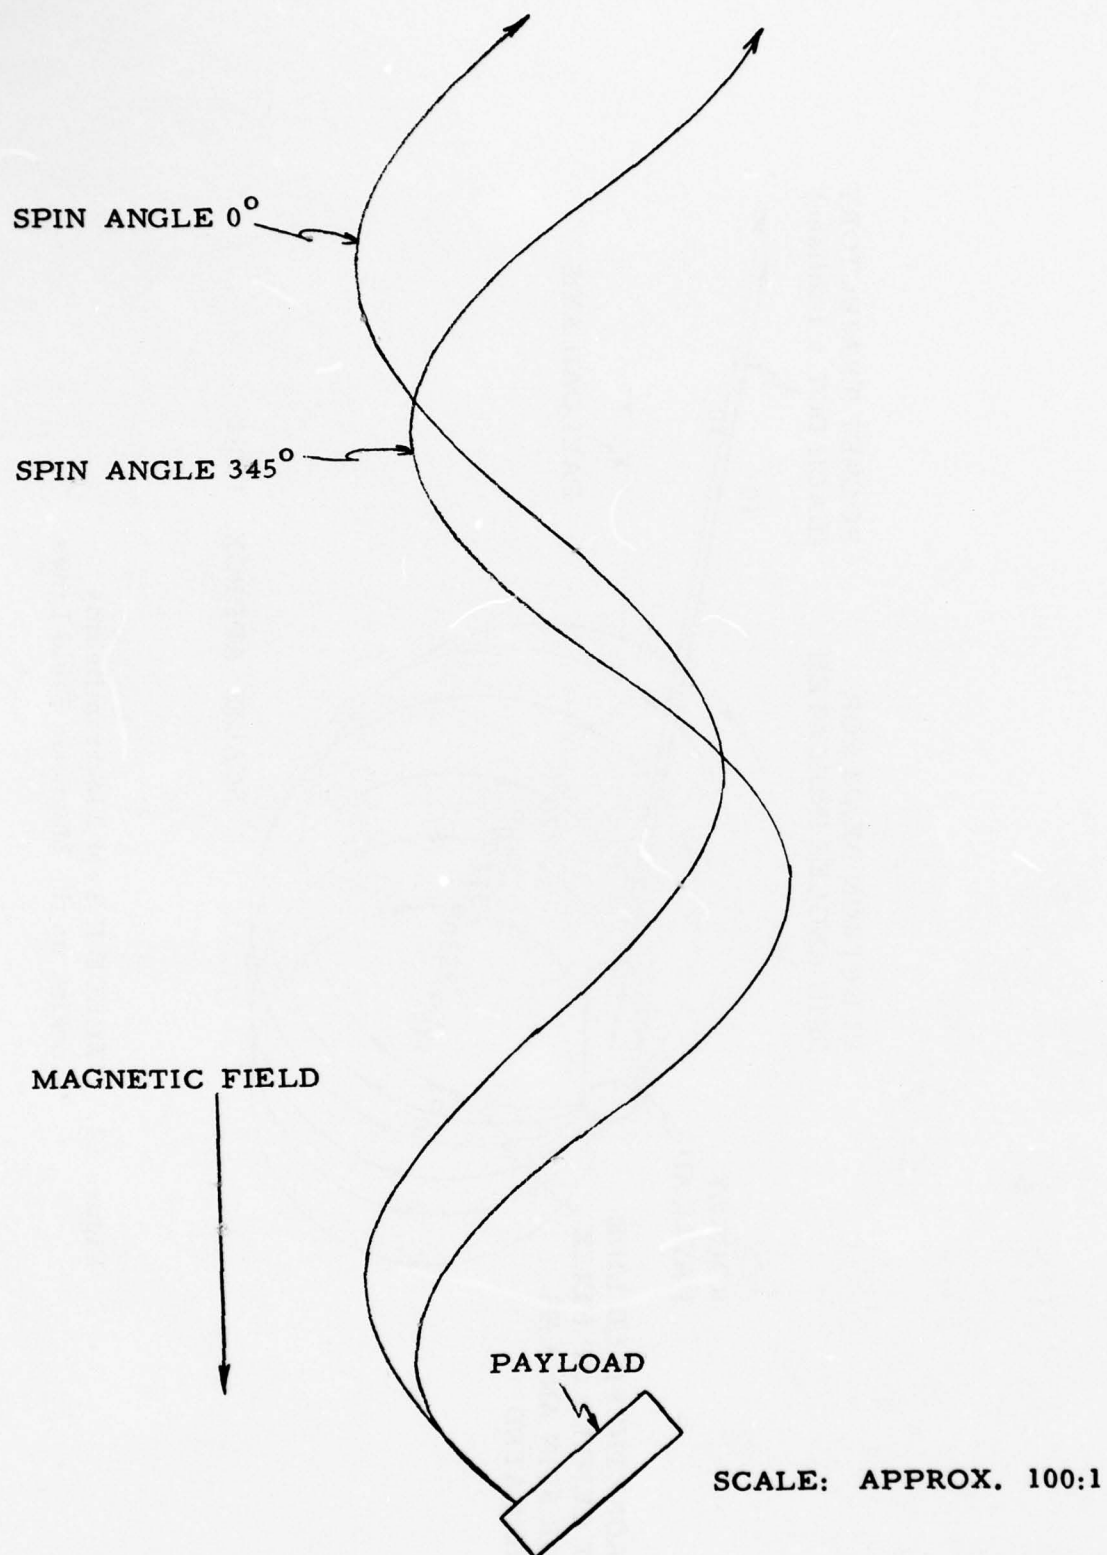 SPIN ANGLE 0°
SPIN ANGLE 345°
MAGNETIC FIELD
PAYLOAD
SCALE: APPROX. 100:1